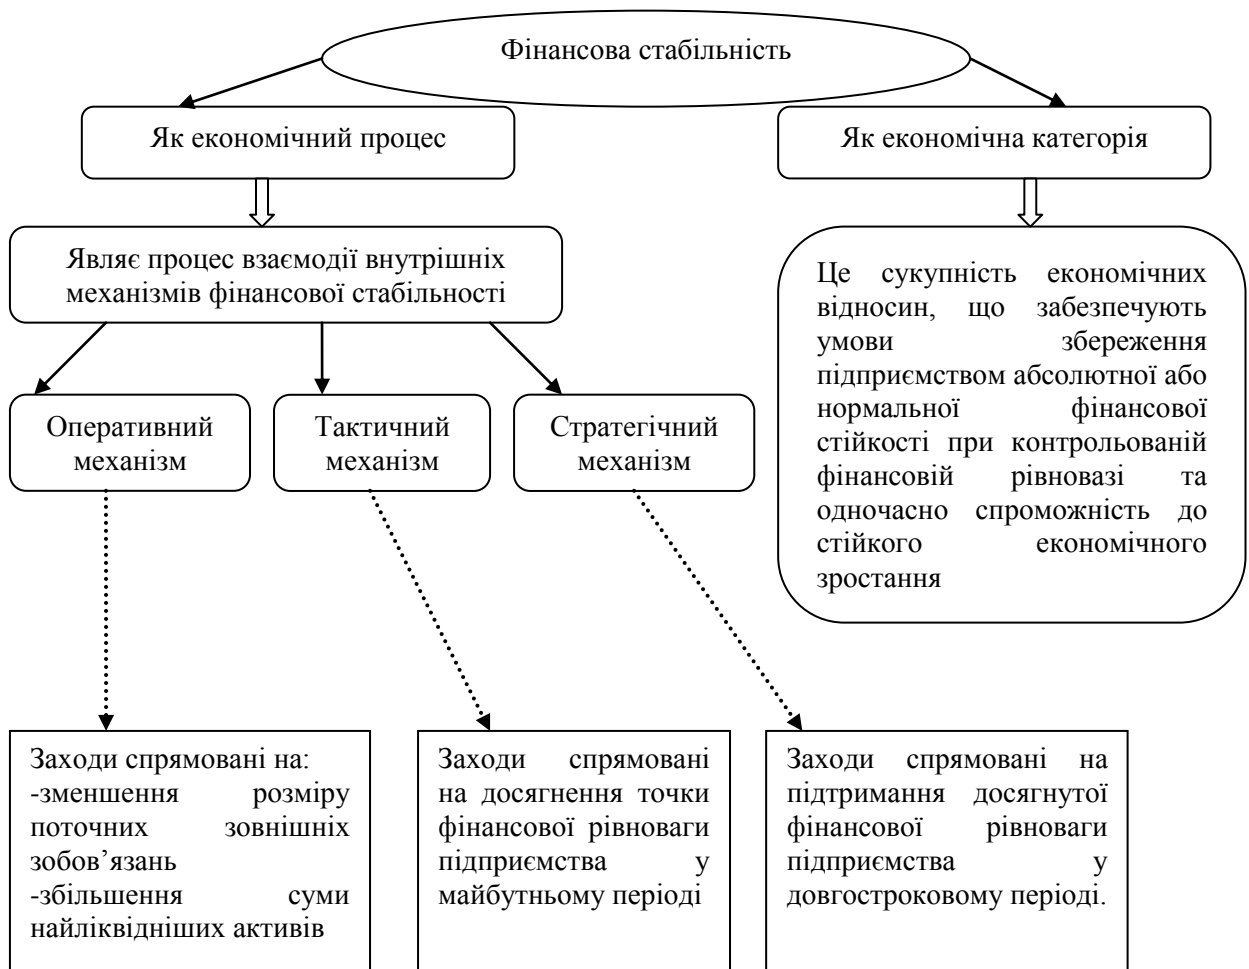 Фінансова стабільність
Як економічний процес
Як економічна категорія
Являє процес взаємодії внутрішніх
механізмів фінансової стабільності
Це сукупність економічних
відносин, що забезпечують
умови збереження
підприємством абсолютної або
нормальної фінансової
стійкості при контрольованій
фінансовій рівновазі та
одночасно спроможність до
стійкого економічного
зростання
Оперативний
механізм
Тактичний
механізм
Стратегічний
механізм
Заходи спрямовані на:
-зменшення розміру
поточних зовнішніх
зобов’язань
-збільшення суми
найліквідніших активів
Заходи спрямовані
на досягнення точки
фінансової рівноваги
підприємства у
майбутньому періоді
Заходи спрямовані на
підтримання досягнутої
фінансової рівноваги
підприємства у
довгостроковому періоді.